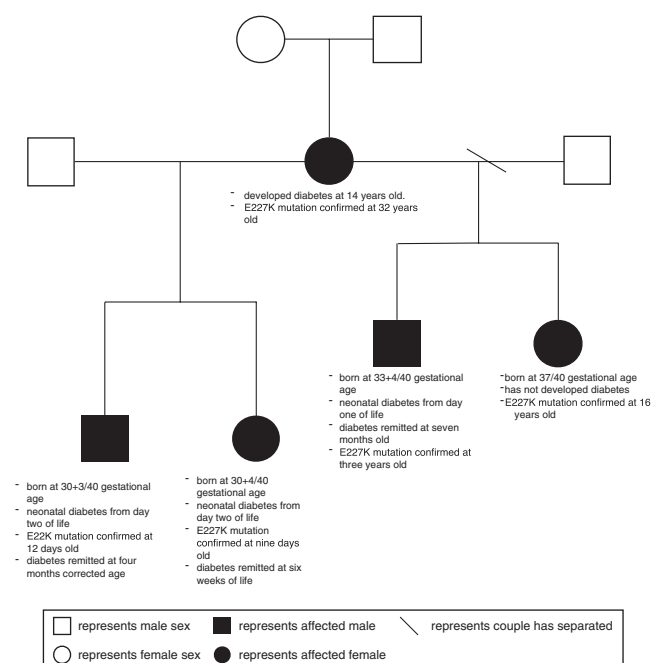 - developed diabetes at 14 years old.
- E227K mutation confirmed at 32 years
old
- born at 33+4/40 gestational
age
- neonatal diabetes from day
one of life
- diabetes remitted at seven
months old
- E227K mutation confirmed at
three years old
-born at 37/40 gestational age
-has not developed diabetes
-E227K mutation confirmed at 16
years old
- born at 30+3/40 gestational
age
- neonatal diabetes from day
two of life
- E22K mutation confirmed at
12 days old
- diabetes remitted at four
months corrected age
- born at 30+4/40
gestational age
- neonatal diabetes from
day two of life
- E227K mutation
confirmed at nine days
old
- diabetes remitted at six
weeks of life
represents male sex represents affected male represents couple has separated
represents female sex represents affected female